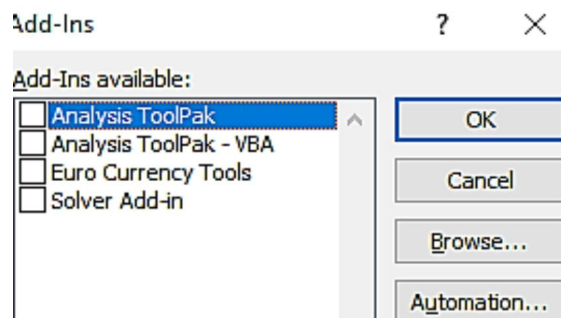 Add-Ins ?
Add-Ins available:
Analysis ToolPak
Analysis ToolPak - VBA
Euro Currency Tools
Solver Add-in
OK
Cancel
Browse...
Automation...